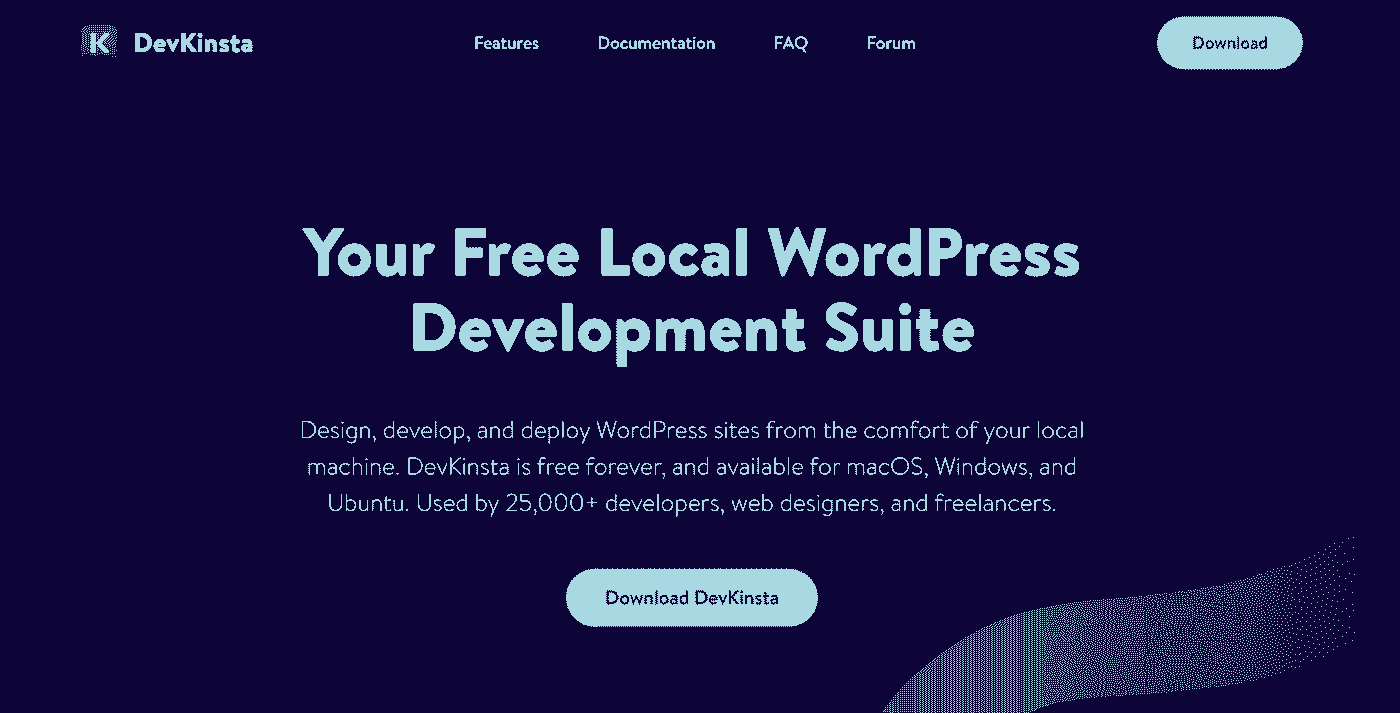 K DevKinsta
Features Documentation FAQ Forum
Download
Your Free Local WordPress
Development Suite
Design, develop, and deploy WordPress sites from the comfort of your local
machine. DevKinsta is free forever, and available for macOS, Windows, and
Ubuntu. Used by 25,000+ developers, web designers, and freelancers.
Download DevKinsta